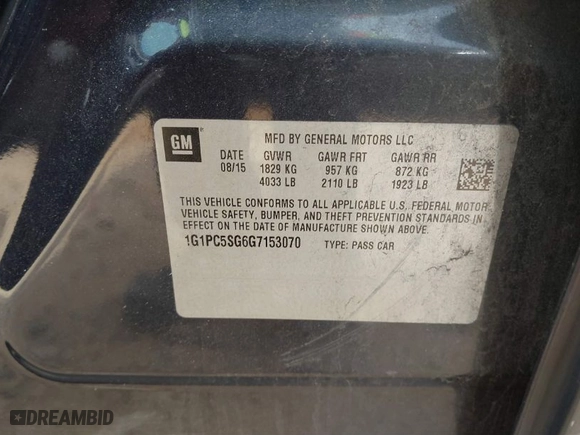 GM
MFD BY GENERAL MOTORS LLC
DATE GVWR GAWR FRT GAWR RR
08/15 1829 KG 957 KG 872 KG
4033 LB 2110 LB 1923 LB
THIS VEHICLE CONFORMS TO ALL APPLICABLE U.S. FEDERAL MOTOR
VEHICLE SAFETY, BUMPER, AND THEFT PREVENTION STANDARDS IN
EFFECT ON THE DATE OF MANUFACTURE SHOWN ABOVE.
1G1PC5SG6G7153070 TYPE: PASS CAR
DREAMBID